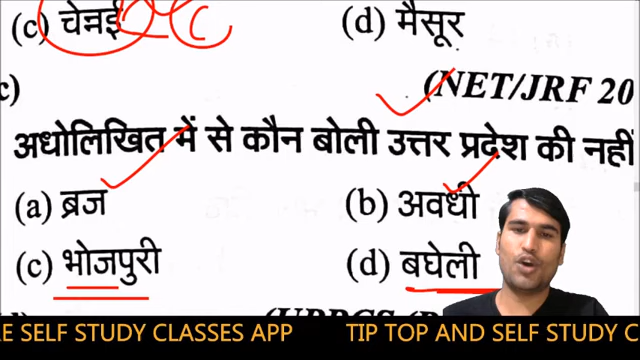 (c) चेन्नई (d) मैसूर
c)
(NET/JRF 20
अधोलिखित में से कौन बोली उत्तर प्रदेश की नहीं
(a) ब्रज (b) अवधी
(c) भोजपुरी (d) बघेली
RE SELF STUDY CLASSES APP TIP TOP AND SELF STUDY C